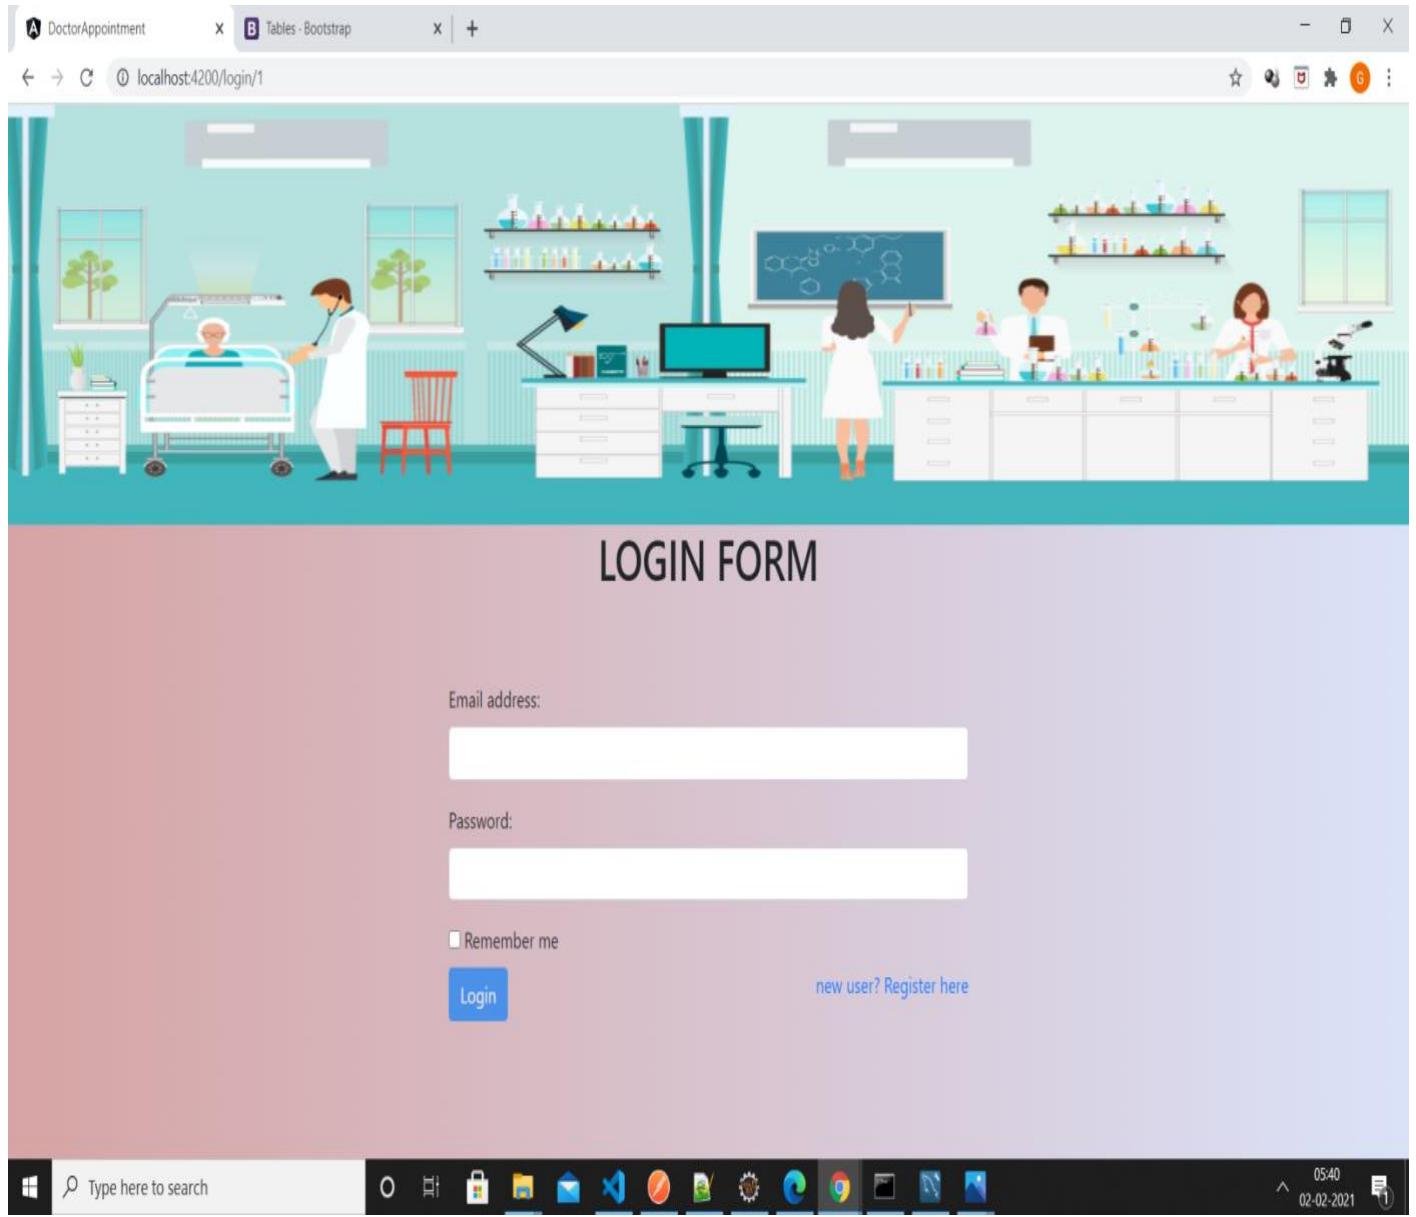 DoctorAppointment
B Tables - Bootstrap
localhost:4200/login/1
G
LOGIN FORM
Email address:
Password:
Remember me
Login
new user? Register here
Type here to search
05:40
02-02-2021
1